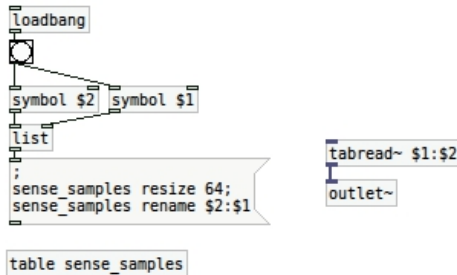 loadbang
symbol $2 symbol $1
list
;
sense_samples resize 64;
sense_samples rename $2:$1
tabread~ $1:$2
outlet~
table sense_samples